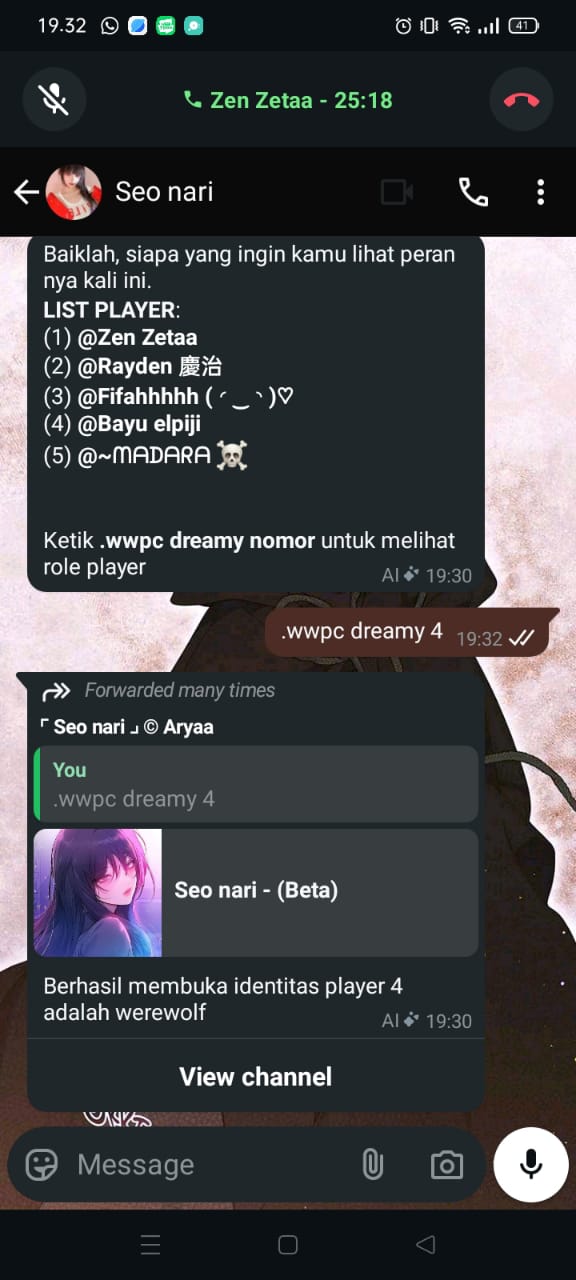 19.32
41
Zen Zetaa - 25:18
Seo nari
Baiklah, siapa yang ingin kamu lihat peran
nya kali ini.
LIST PLAYER:
(1) @Zen Zetaa
(2) @Rayden 慶治
(3) @Fifahhhhh ( ◜‿◝ )♡
(4) @Bayu elpiji
(5) @~ᗰᗩᗪᗩᖇᗩ ☠️
Ketik .wwpc dreamy nomor untuk melihat
role player
AI 19:30
.wwpc dreamy 4 19:32
Forwarded many times
「 Seo nari 」 © Aryaa
You
.wwpc dreamy 4
Seo nari - (Beta)
Berhasil membuka identitas player 4
adalah werewolf
AI 19:30
View channel
Message